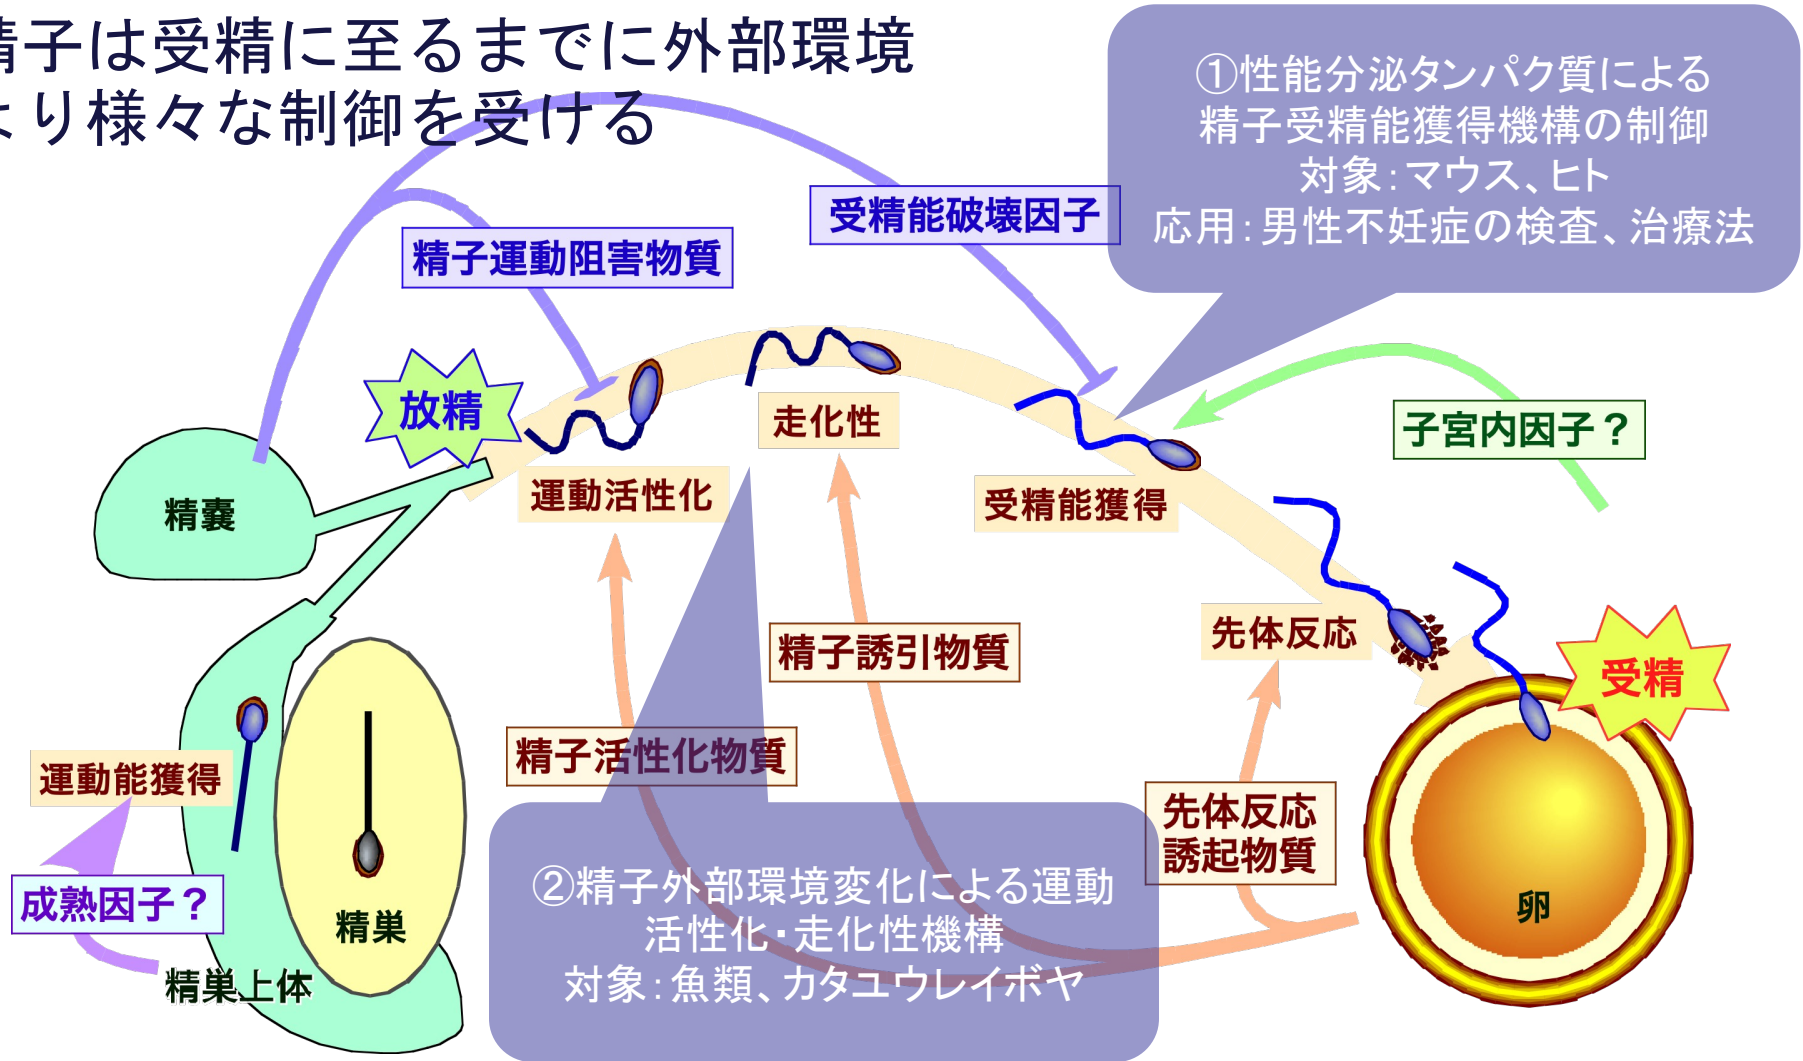 精子は受精に至るまでに外部環境
より様々な制御を受ける
①性能分泌タンパク質による
精子受精能獲得機構の制御
対象：マウス、ヒト
応用：男性不妊症の検査、治療法
受精能破壊因子
精子運動阻害物質
放精
走化性
子宮内因子？
運動活性化
受精能獲得
精嚢
先体反応
精子誘引物質
受精
精子活性化物質
運動能獲得
先体反応
誘起物質
成熟因子？
精巣
卵
②精子外部環境変化による運動
活性化・走化性機構
対象：魚類、カタユウレイボヤ
精巣上体